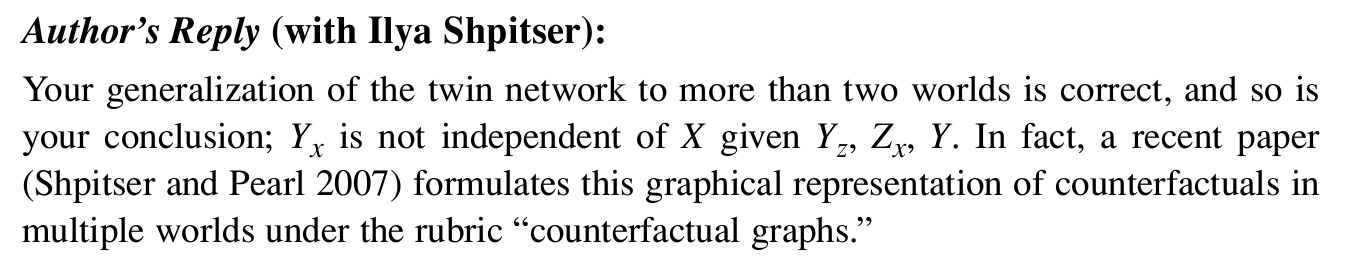 Author’s Reply (with Ilya Shpitser):
Your generalization of the twin network to more than two worlds is correct, and so is
your conclusion; Yₓ is not independent of X given Y_z, Zₓ, Y. In fact, a recent paper
(Shpitser and Pearl 2007) formulates this graphical representation of counterfactuals in
multiple worlds under the rubric “counterfactual graphs.”